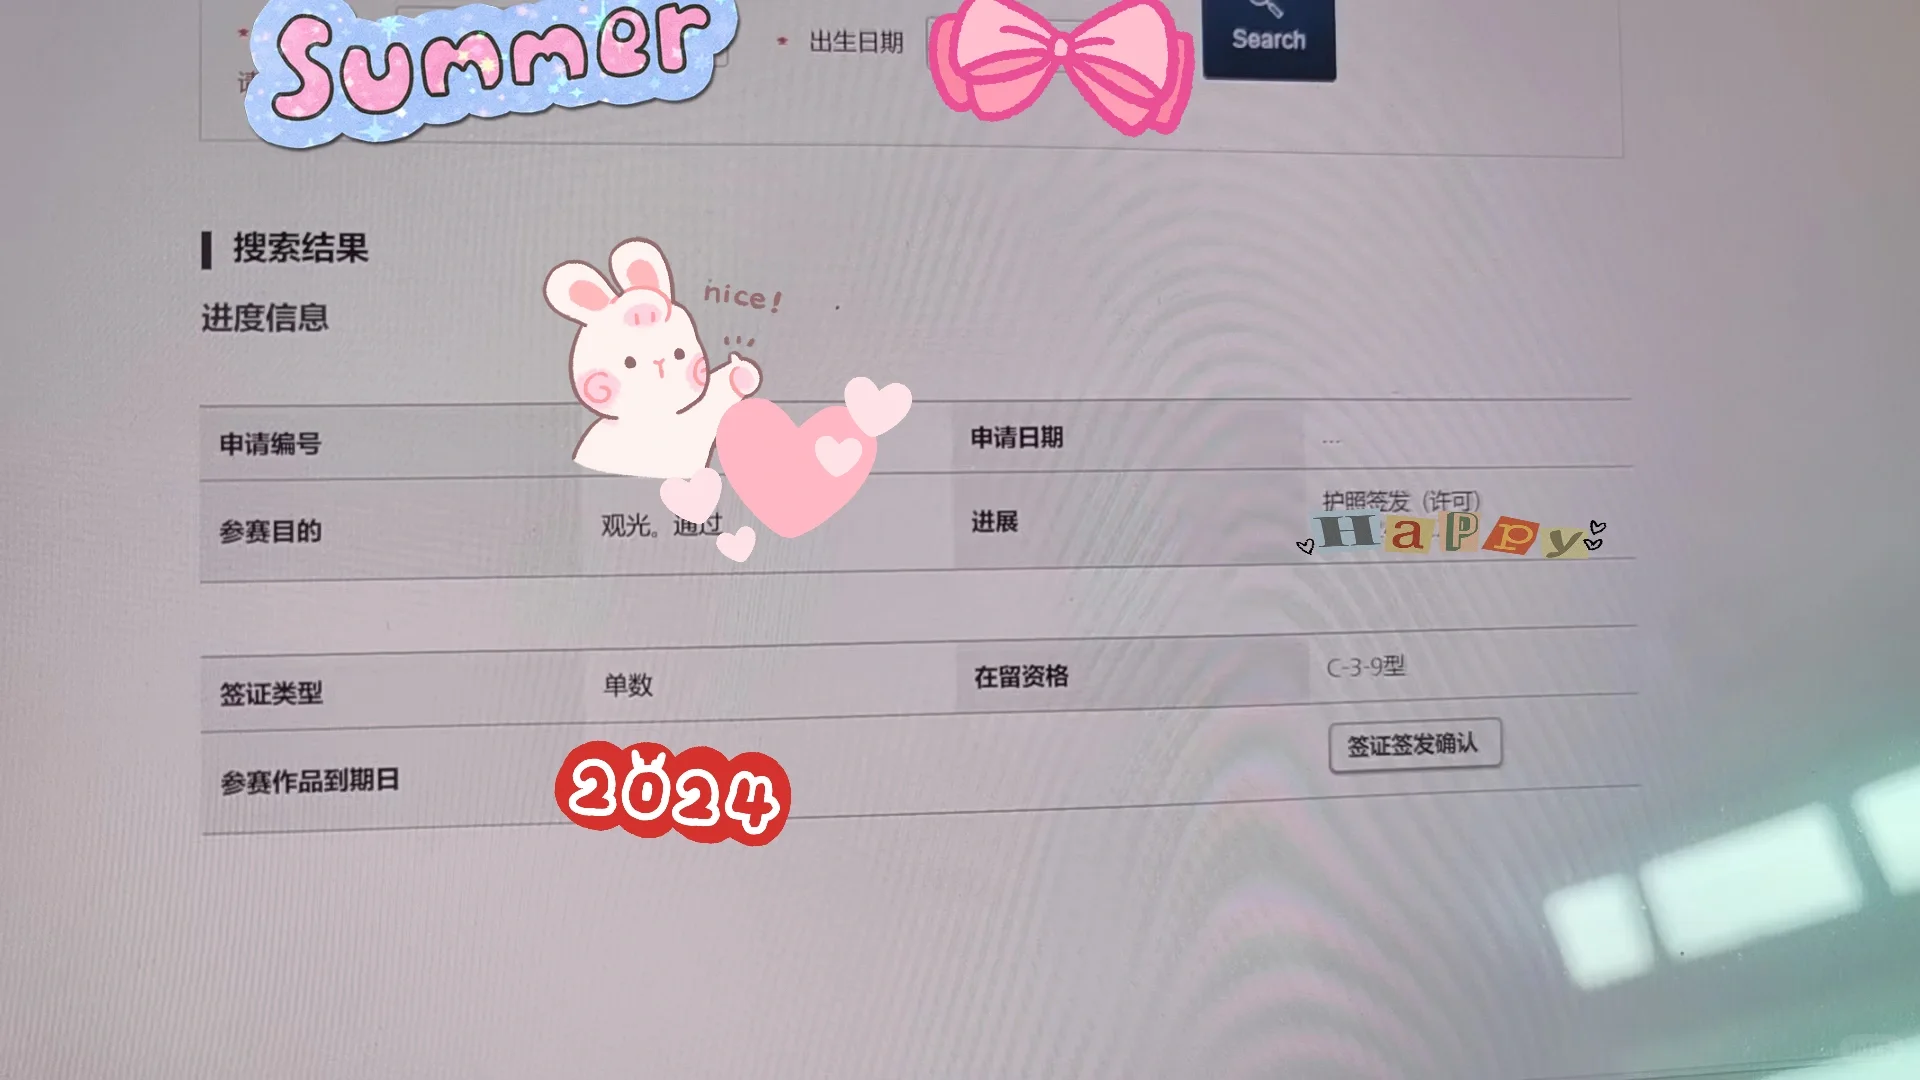 Summer
* 出生日期
Search
搜索结果
进度信息
nice!
申请编号
申请日期
...
参赛目的
观光。通过
进展
护照签发（许可）
HaPPy
签证类型
单数
在留资格
C-3-9型
参赛作品到期日
2024
签证签发确认